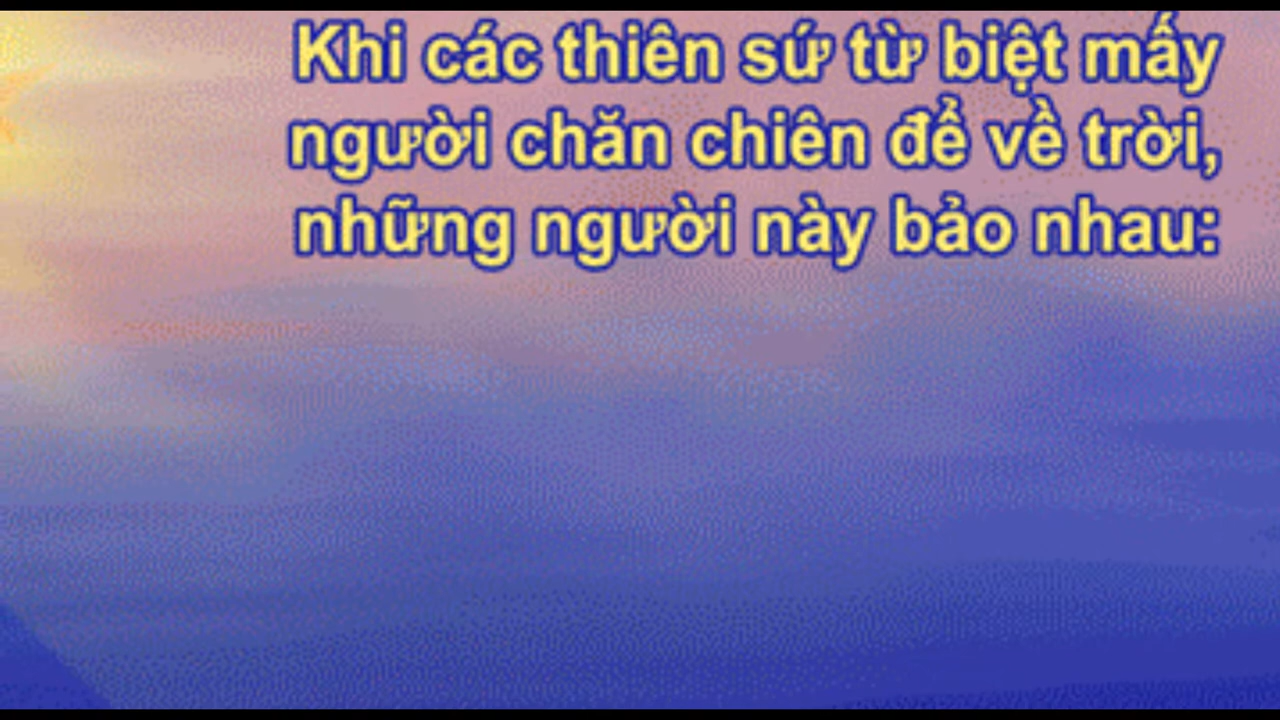 Khi các thiên sứ từ biệt mấy
người chăn chiên để về trời,
những người này bảo nhau: